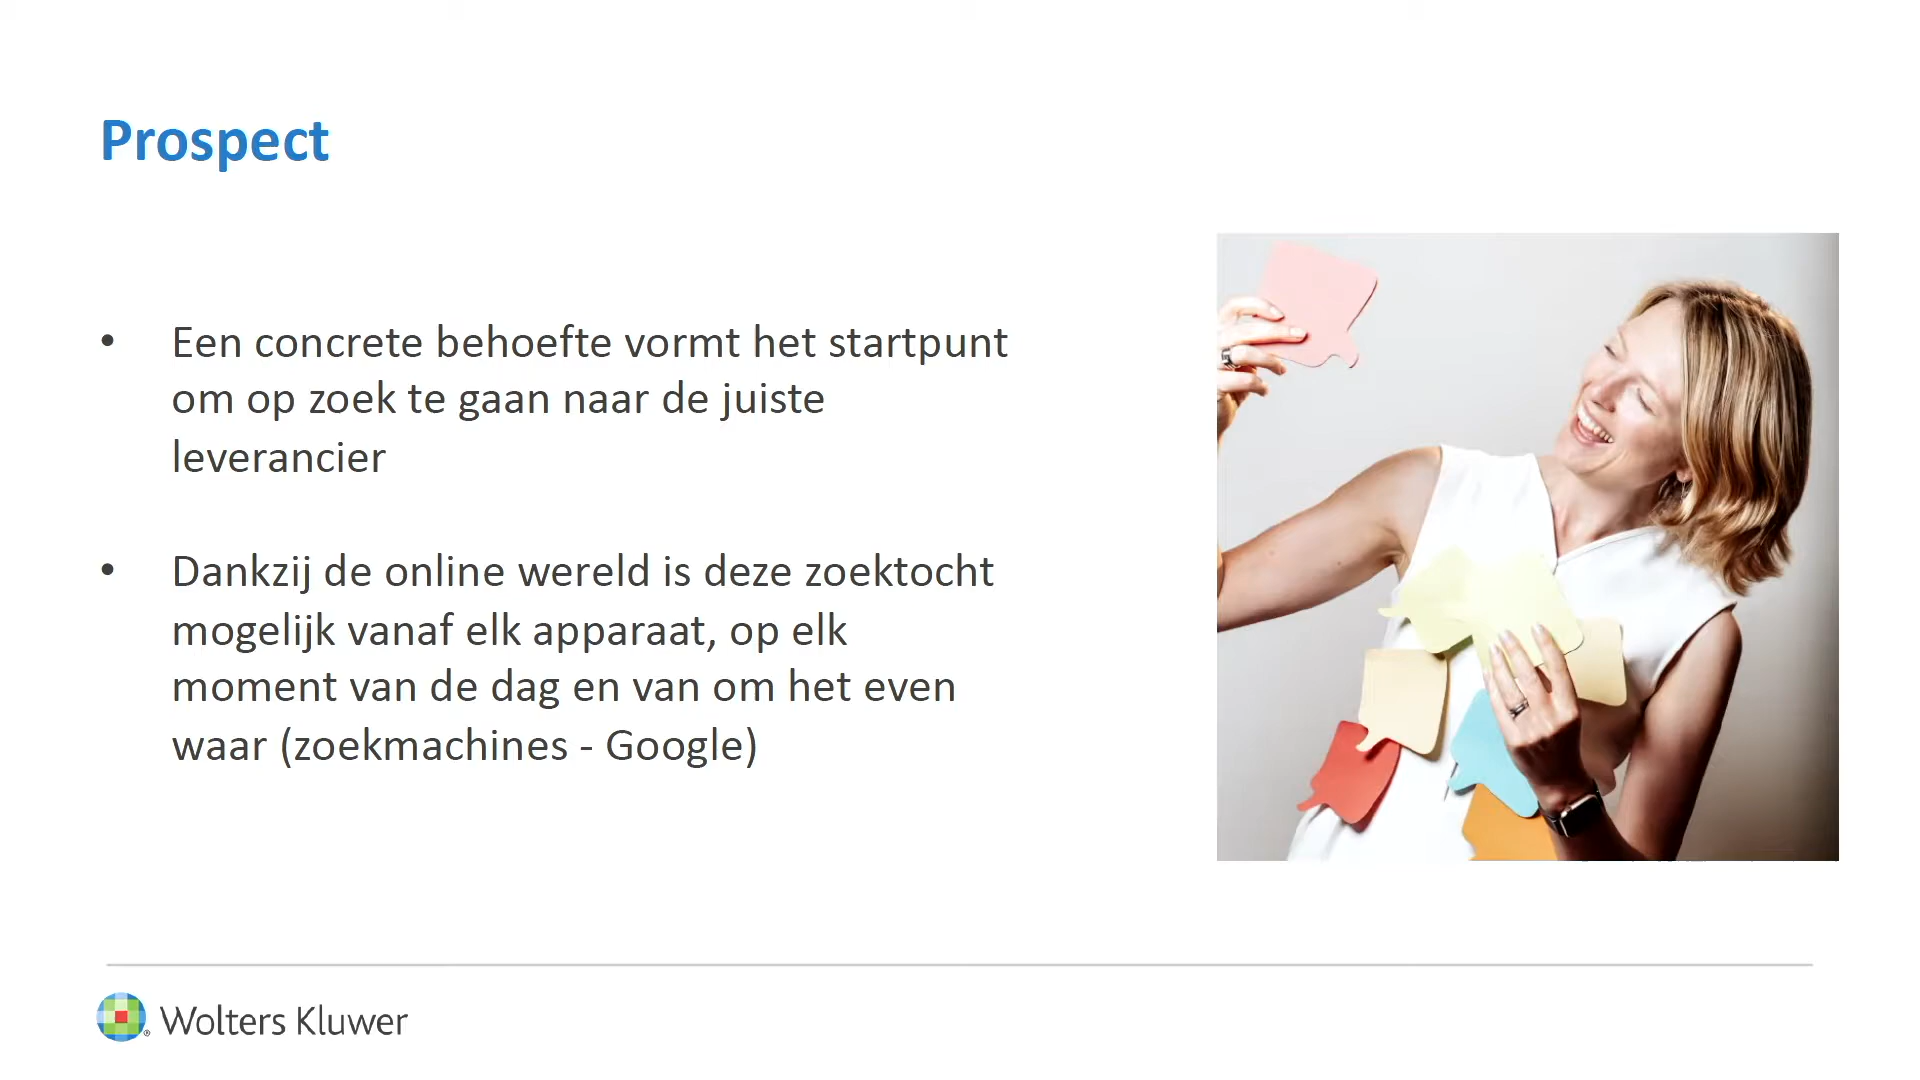 Prospect
• Een concrete behoefte vormt het startpunt
om op zoek te gaan naar de juiste
leverancier
• Dankzij de online wereld is deze zoektocht
mogelijk vanaf elk apparaat, op elk
moment van de dag en van om het even
waar (zoekmachines - Google)
Wolters Kluwer